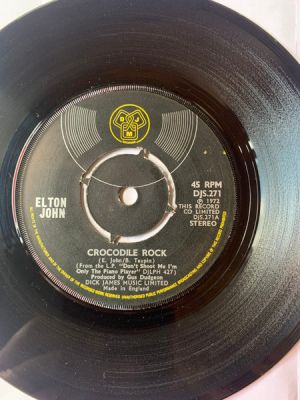 DJM
45 RPM
DJS.271
℗ 1972
THIS RECORD
CO LIMITED
DJS.271A
STEREO
ELTON
JOHN
CROCODILE ROCK
(E. John/B. Taupin)
(From the L.P. "Don't Shoot Me I'm
Only The Piano Player" DJLPH 427)
Produced by Gus Dudgeon
DICK JAMES MUSIC LIMITED
Made in England